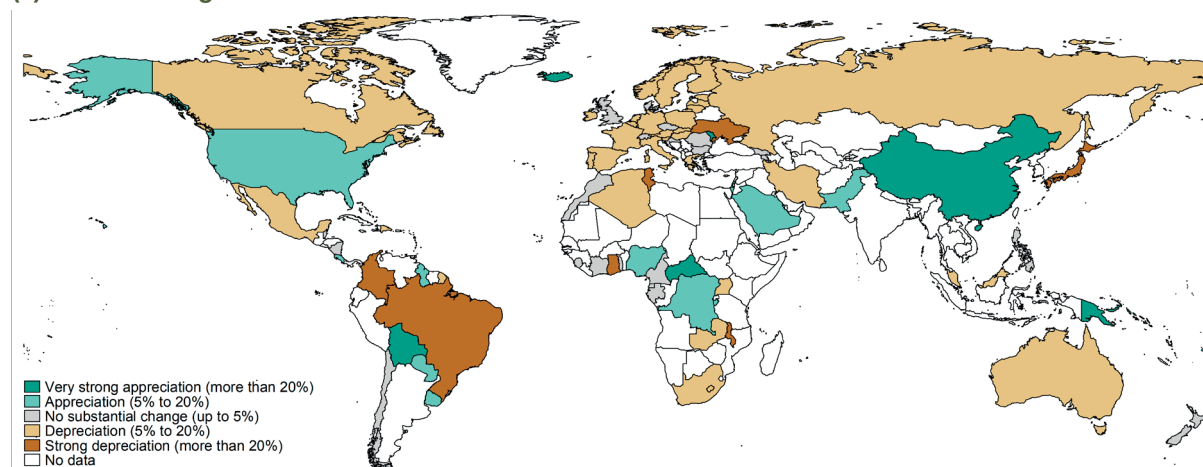 Very strong appreciation (more than 20%)
Appreciation (5% to 20%)
No substantial change (up to 5%)
Depreciation (5% to 20%)
Strong depreciation (more than 20%)
No data